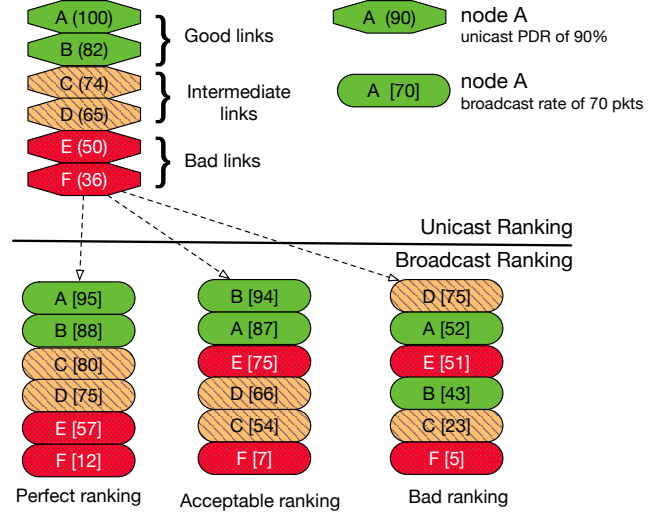 A (100)
B (82)
C (74)
D (65)
E (50)
F (36)
Good links
Intermediate
links
Bad links
A (90)
node A
unicast PDR of 90%
A [70]
node A
broadcast rate of 70 pkts
Unicast Ranking
Broadcast Ranking
A [95]
B [88]
C [80]
D [75]
E [57]
F [12]
Perfect ranking
B [94]
A [87]
E [75]
D [66]
C [54]
F [7]
Acceptable ranking
D [75]
A [52]
E [51]
B [43]
C [23]
F [5]
Bad ranking